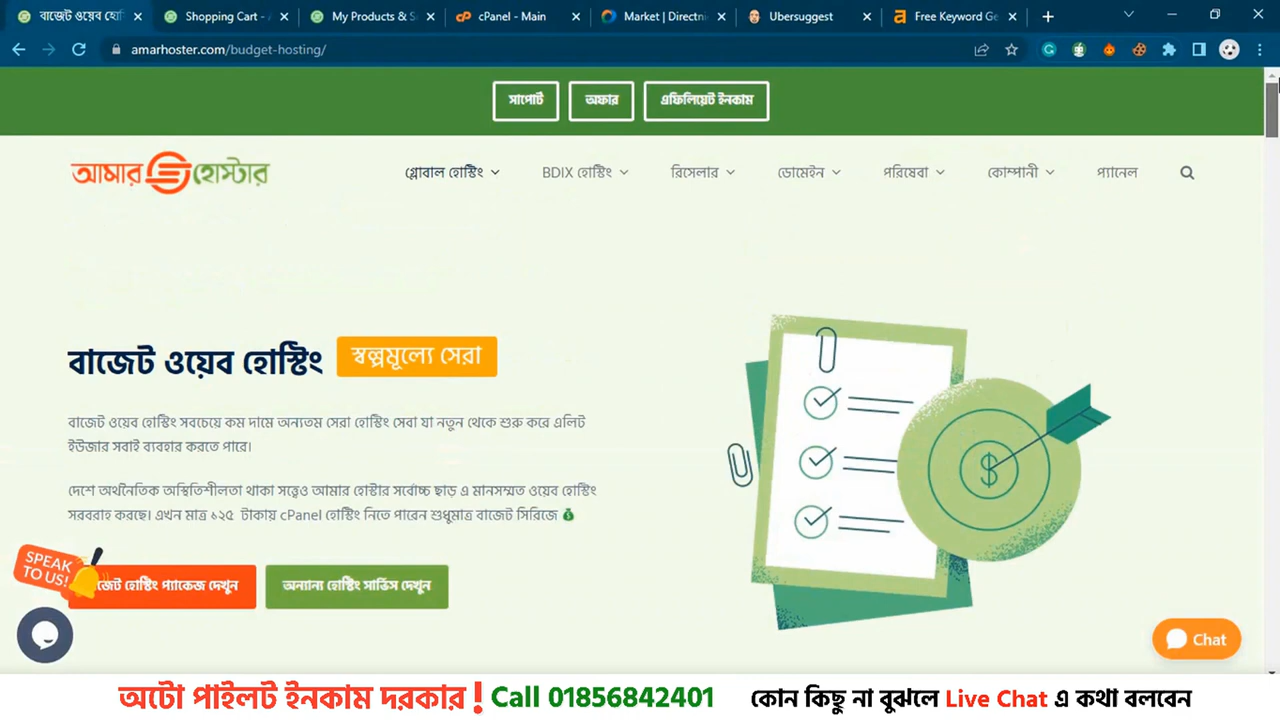 বাজেট ওয়েব হোস্টি
Shopping Cart - A
My Products & S
cPanel - Main
Market | Directni
Ubersuggest
Free Keyword Ge
amarhoster.com/budget-hosting/
সাপোর্ট
অফার
এফিলিয়েট ইনকাম
আমার হোস্টার
গ্লোবাল হোস্টিং
BDIX হোস্টিং
রিসেলার
ডোমেইন
পরিষেবা
কোম্পানী
প্যানেল
বাজেট ওয়েব হোস্টিং
স্বল্পমূল্যে সেরা
বাজেট ওয়েব হোস্টিং সবচেয়ে কম দামে অন্যতম সেরা হোস্টিং সেবা যা নতুন থেকে শুরু করে এলিট
ইউজার সবাই ব্যবহার করতে পারে।
দেশে অর্থনৈতিক অস্থিতিশীলতা থাকা সত্ত্বেও আমার হোস্টার সর্বোচ্চ ছাড় এ মানসম্মত ওয়েব হোস্টিং
সরবরাহ করছে। এখন মাত্র ৳২৫ টাকায় cPanel হোস্টিং নিতে পারেন শুধুমাত্র বাজেট সিরিজে
SPEAK
TO US!
জেট হোস্টিং প্যাকেজ দেখুন
অন্যান্য হোস্টিং সার্ভিস দেখুন
$
Chat
অটো পাইলট ইনকাম দরকার ! Call 01856842401
কোন কিছু না বুঝলে Live Chat এ কথা বলবেন